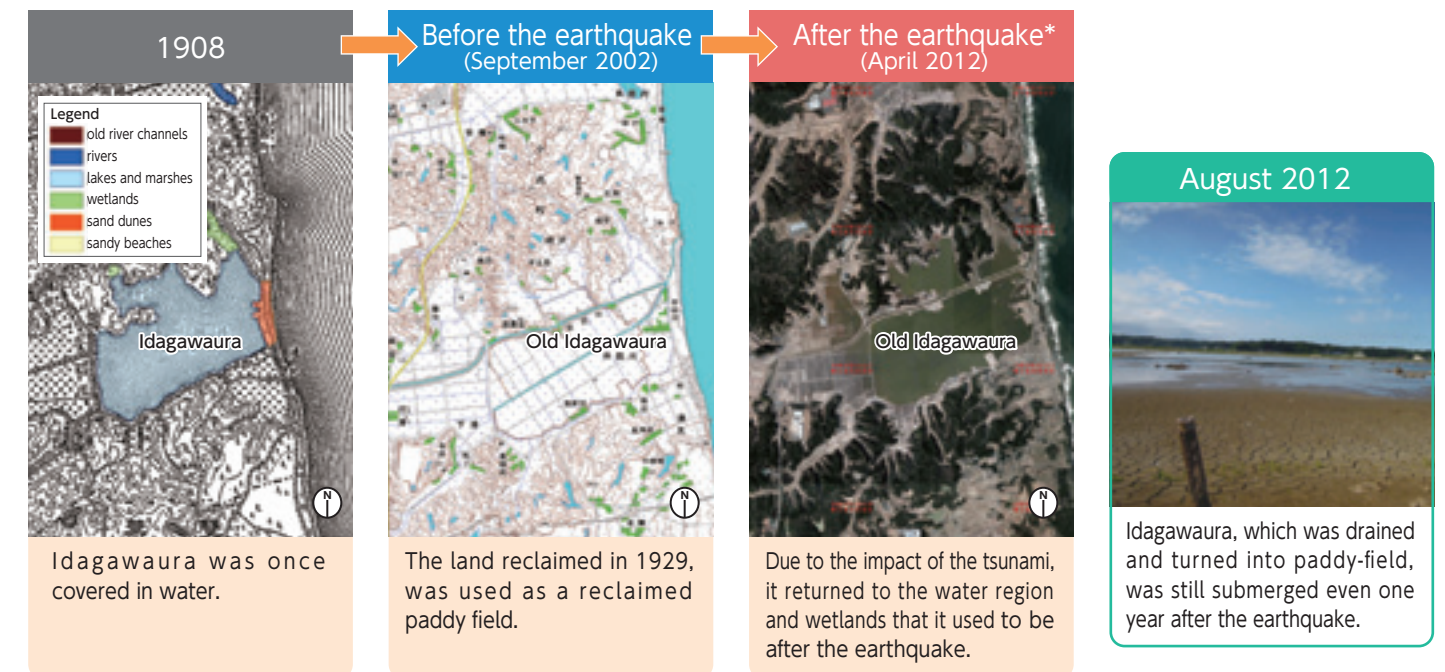 1908
Legend
old river channels
rivers
lakes and marshes
wetlands
sand dunes
sandy beaches
Idagawaura
N
Idagawaura was once
covered in water.
Before the earthquake
(September 2002)
Old Idagawaura
N
The land reclaimed in 1929,
was used as a reclaimed
paddy field.
After the earthquake*
(April 2012)
Old Idagawaura
N
Due to the impact of the tsunami,
it returned to the water region
and wetlands that it used to be
after the earthquake.
August 2012
Idagawaura, which was drained
and turned into paddy-field,
was still submerged even one
year after the earthquake.